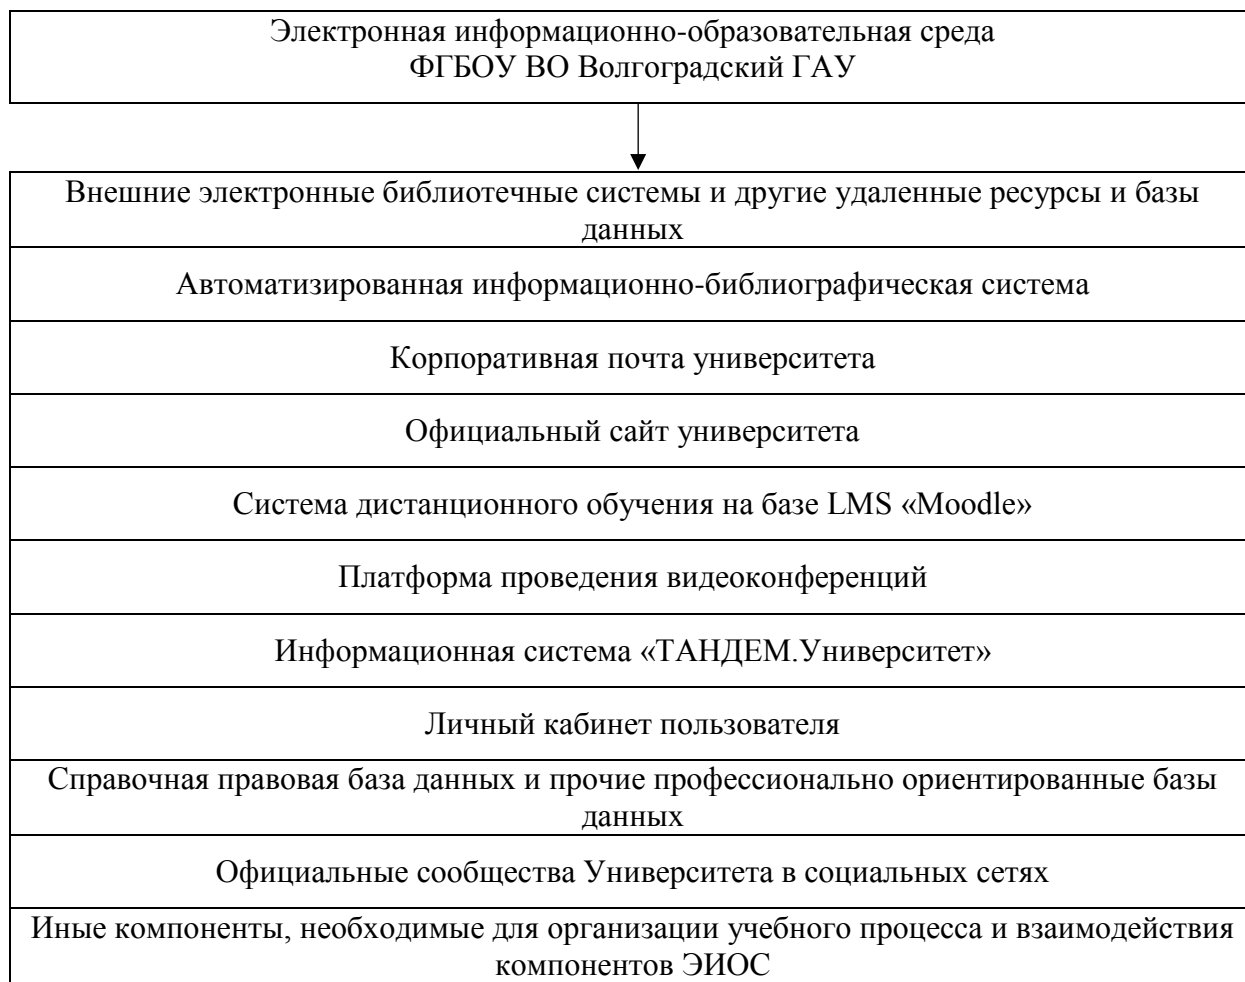 Электронная информационно-образовательная среда
ФГБОУ ВО Волгоградский ГАУ
Внешние электронные библиотечные системы и другие удаленные ресурсы и базы
данных
Автоматизированная информационно-библиографическая система
Корпоративная почта университета
Официальный сайт университета
Система дистанционного обучения на базе LMS «Moodle»
Платформа проведения видеоконференций
Информационная система «ТАНДЕМ.Университет»
Личный кабинет пользователя
Справочная правовая база данных и прочие профессионально ориентированные базы
данных
Официальные сообщества Университета в социальных сетях
Иные компоненты, необходимые для организации учебного процесса и взаимодействия
компонентов ЭИОС